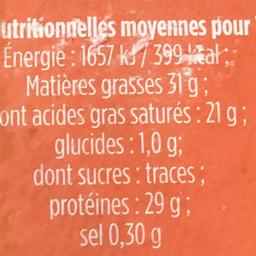 utritionnelles moyennes pour
Énergie : 1657 kJ / 399 kcal ;
Matières grasses 31 g ;
ont acides gras saturés : 21 g ;
glucides : 1,0 g;
dont sucres : traces ;
protéines : 29 g ;
sel 0,30 g